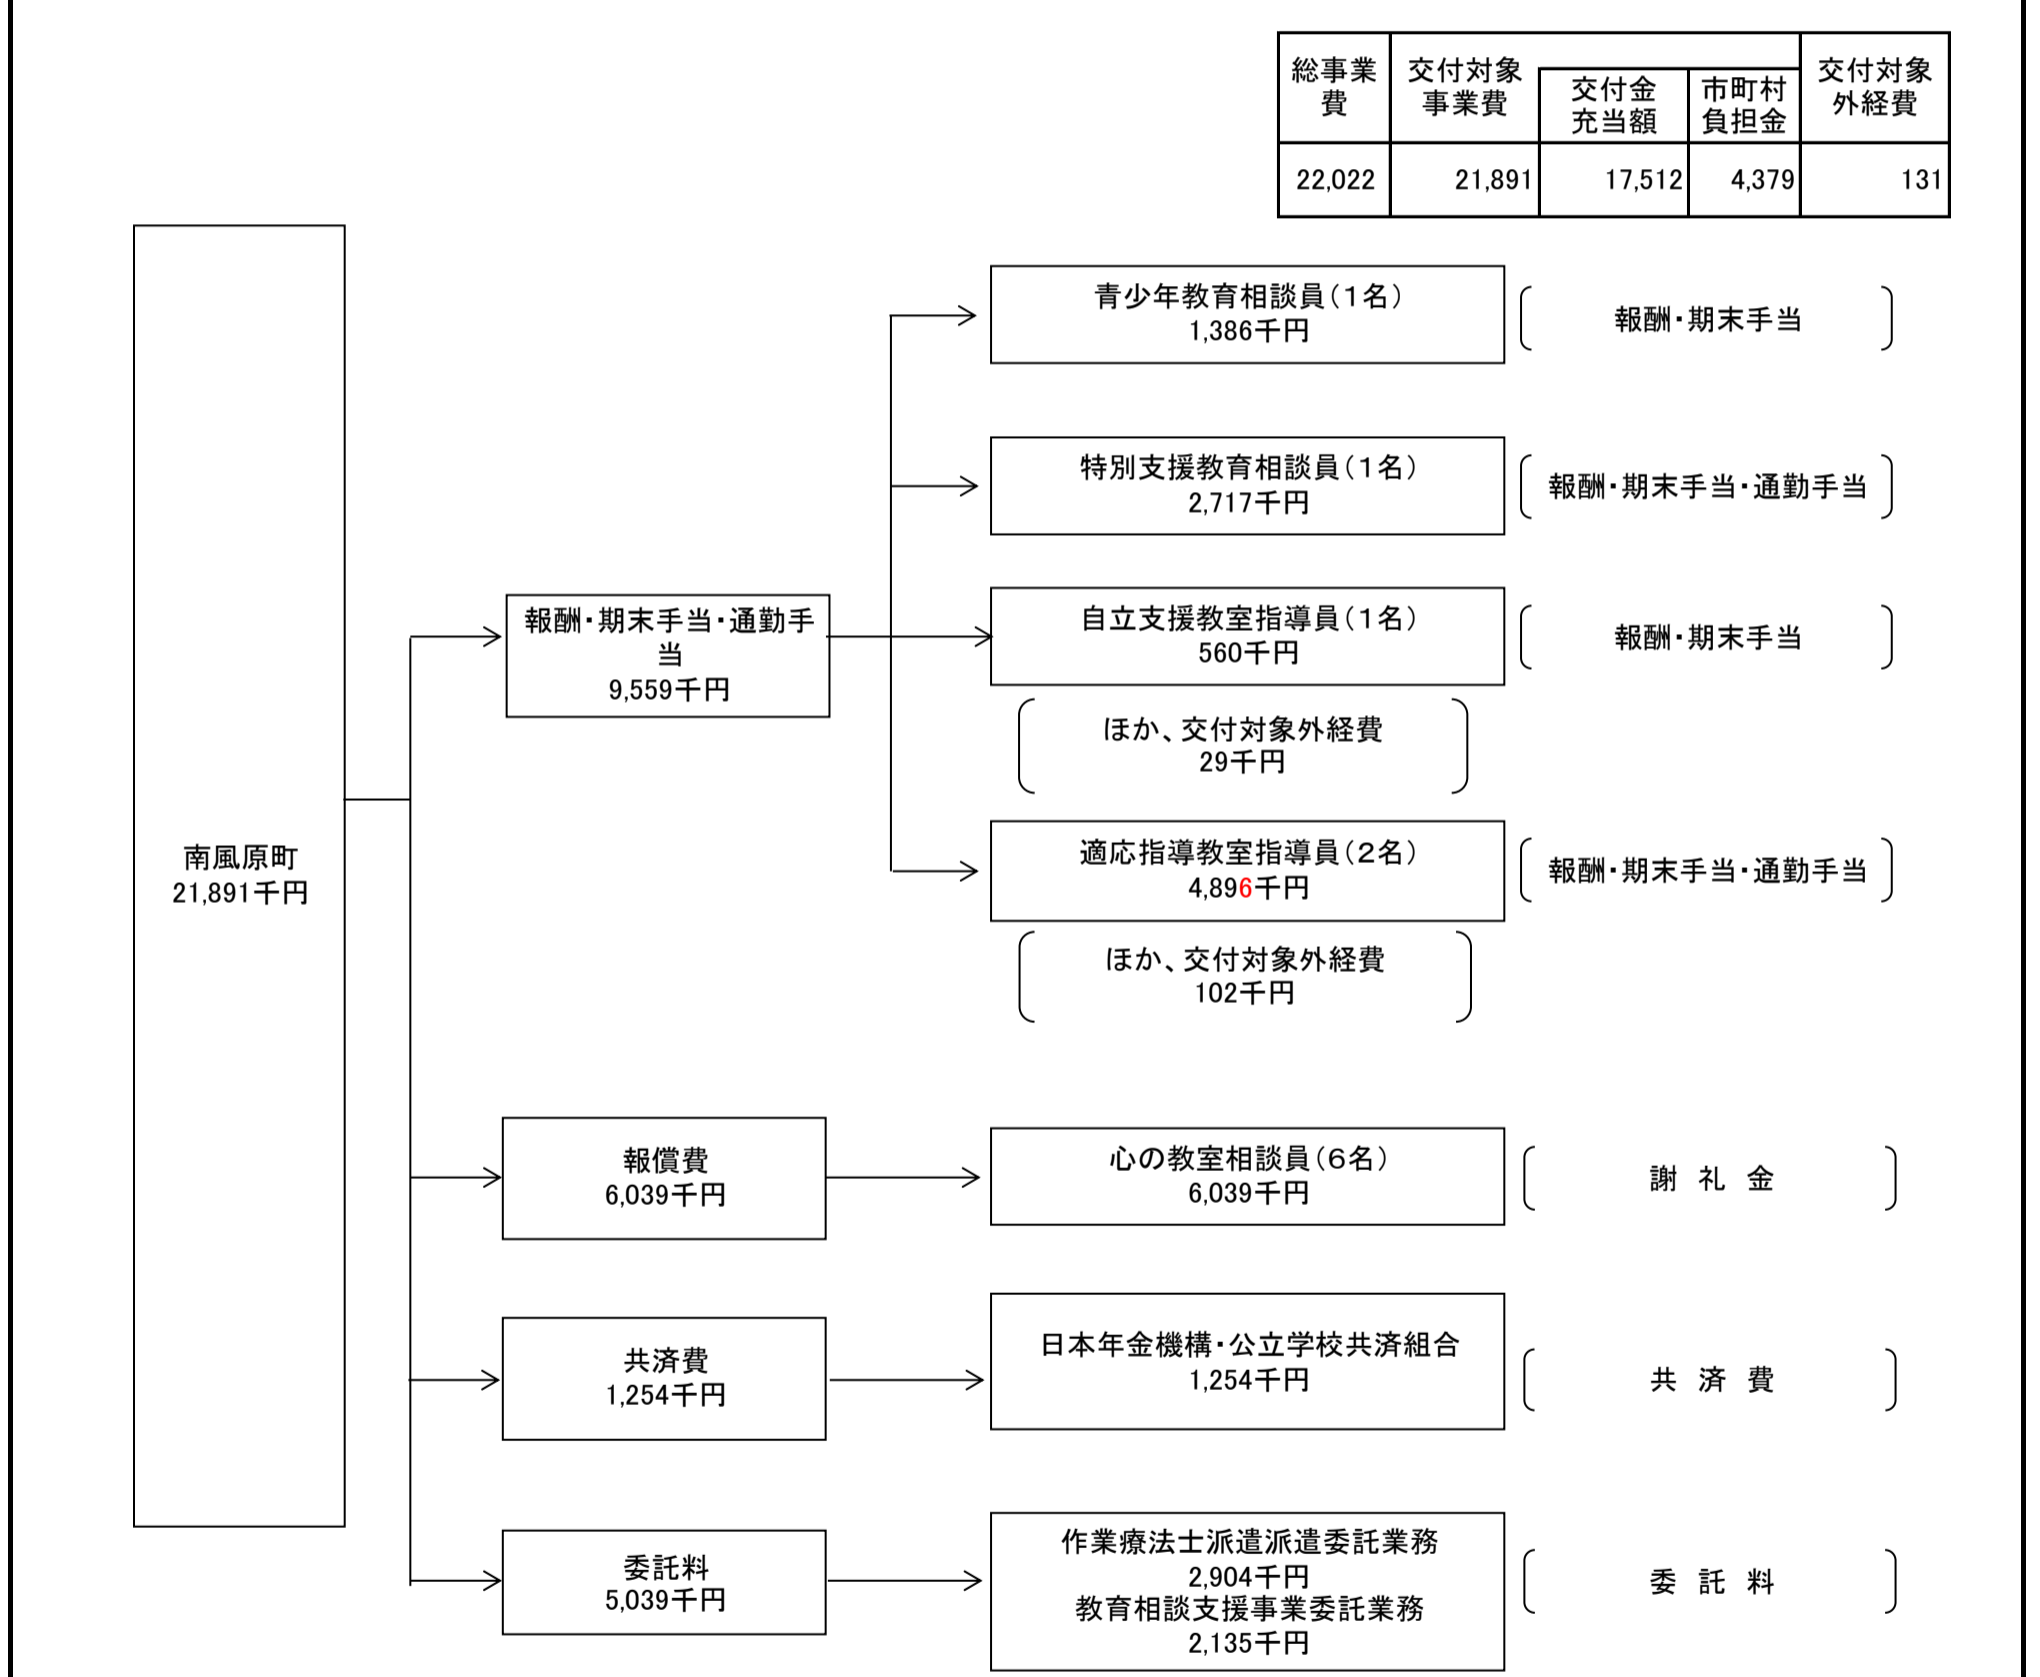 総事業
費
交付対象
事業費
交付金
充当額
市町村
負担金
交付対象
外経費
22,022
21,891
17,512
4,379
131
南風原町
21,891千円
報酬・期末手当・通勤手
当
9,559千円
青少年教育相談員(1名)
1,386千円
報酬・期末手当
特別支援教育相談員(1名)
2,717千円
報酬・期末手当・通勤手当
自立支援教室指導員(1名)
560千円
報酬・期末手当
ほか、交付対象外経費
29千円
適応指導教室指導員(2名)
4,896千円
報酬・期末手当・通勤手当
ほか、交付対象外経費
102千円
報償費
6,039千円
心の教室相談員(6名)
6,039千円
謝 礼 金
共済費
1,254千円
日本年金機構・公立学校共済組合
1,254千円
共 済 費
委託料
5,039千円
作業療法士派遣派遣委託業務
2,904千円
教育相談支援事業委託業務
2,135千円
委 託 料